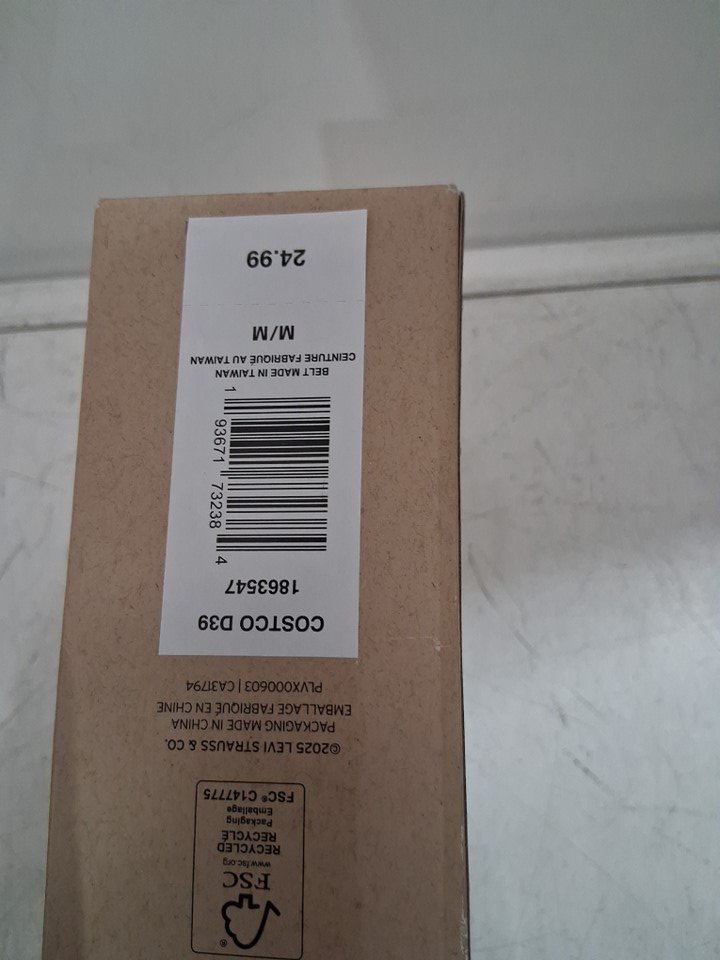 COSTCO D39
1863547
1 93671 73238 4
BELT MADE IN TAIWAN
CEINTURE FABRIQUÉ AU TAIWAN
M/M
24.99
®
FSC
www.fsc.org
RECYCLED
RECYCLÉ
Packaging
Emballage
FSC® C147775
©2025 LEVI STRAUSS & CO.
PACKAGING MADE IN CHINA
EMBALLAGE FABRIQUÉ EN CHINE
PLVX000603 | CA31794